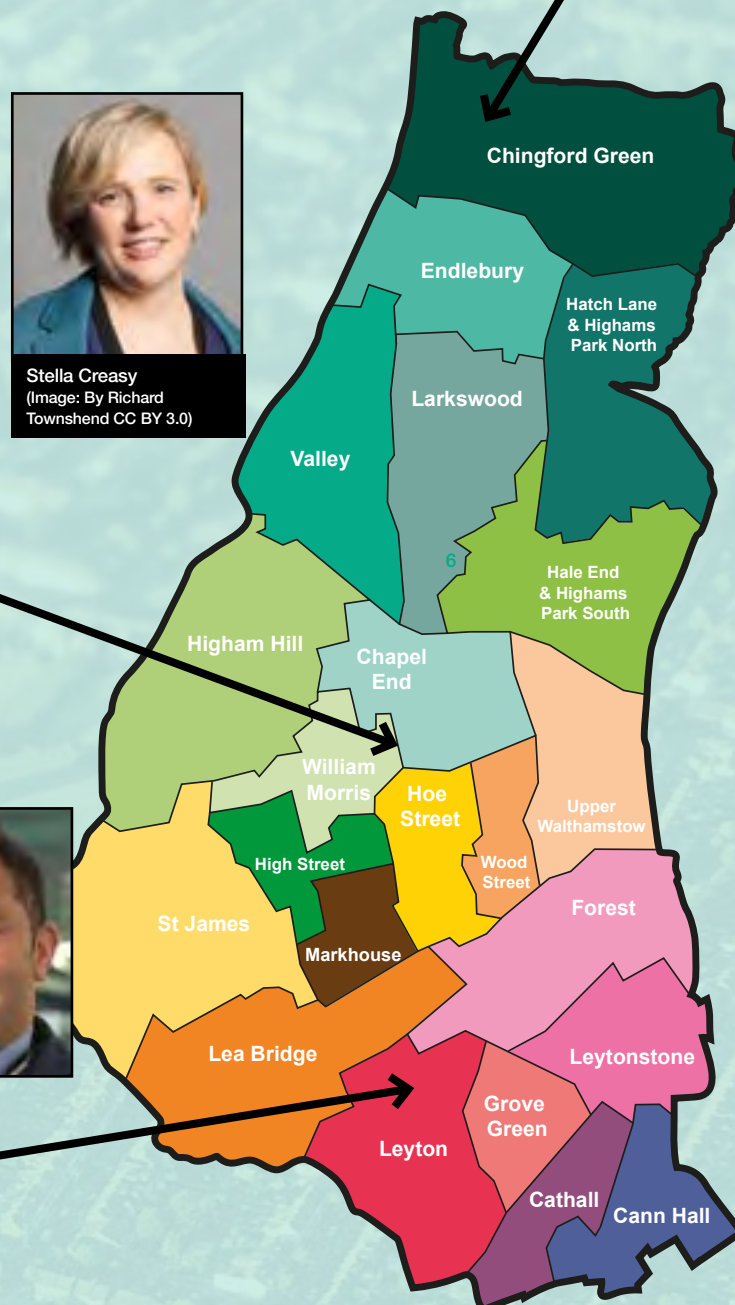 Chingford Green
Stella Creasy
(Image: By Richard
Townshend CC BY 3.0)
Endlebury
Hatch Lane
& Highams
Park North
Larkswood
Valley
6
Hale End
& Highams
Park South
Higham Hill
Chapel
End
William
Morris
Hoe
Street
Upper
Walthamstow
High Street
Wood
Street
St James
Forest
Markhouse
Lea Bridge
Leytonstone
Grove
Green
Leyton
Cathall
Cann Hall